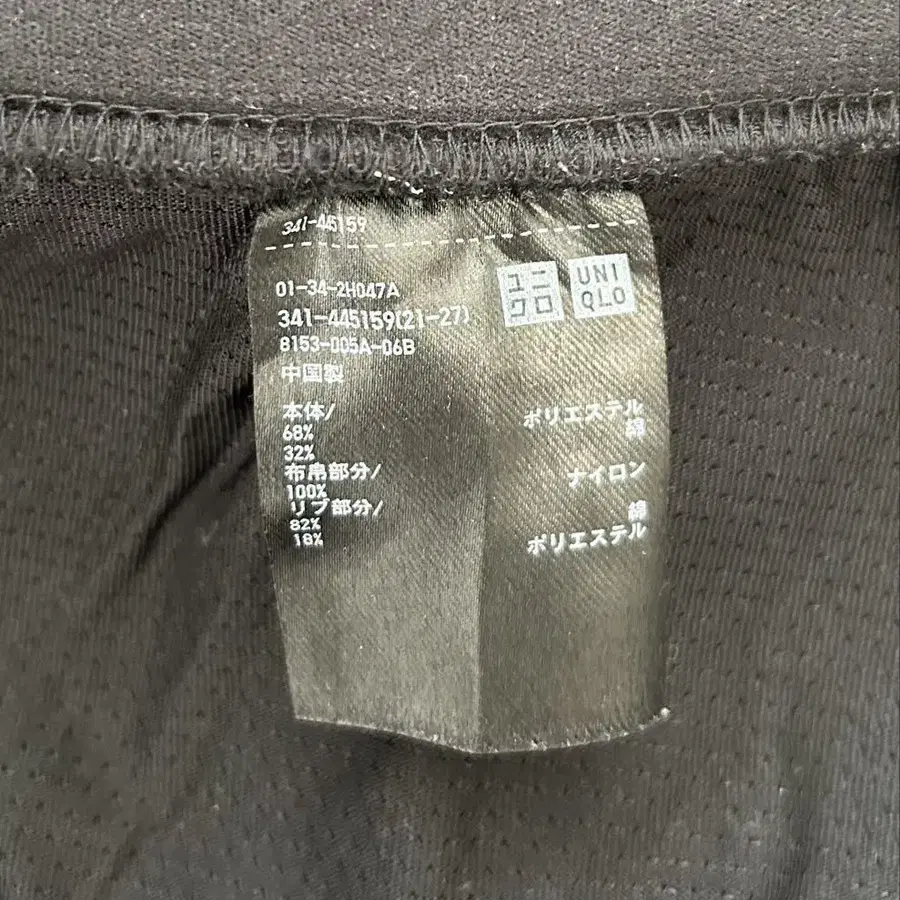 341-445159
ユニ
クロ
UNI
QLO
01-34-2H047A
341-445159(21-27)
8153-005A-06B
中国製
本体/
68% ポリエステル
32% 綿
布帛部分/
100% ナイロン
リブ部分/
82% 綿
18% ポリエステル